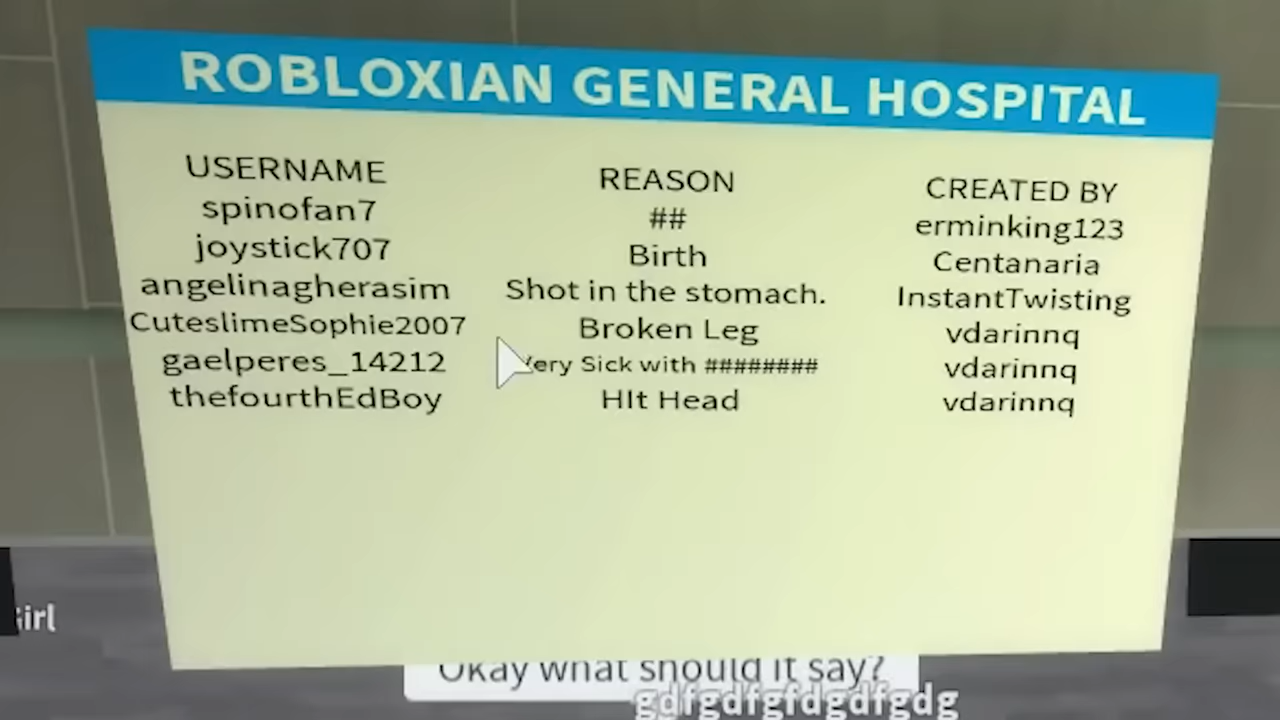 ROBLOXIAN GENERAL HOSPITAL
USERNAME REASON CREATED BY
spinofan7 ## erminking123
joystick707 Birth Centanaria
angelinagherasim Shot in the stomach. InstantTwisting
CuteslimeSophie2007 Broken Leg vdarinnq
gaelperes_14212 Very Sick with ######## vdarinnq
thefourthEdBoy HIt Head vdarinnq
Okay what should it say?
gdfgdfgfdgdfgdg